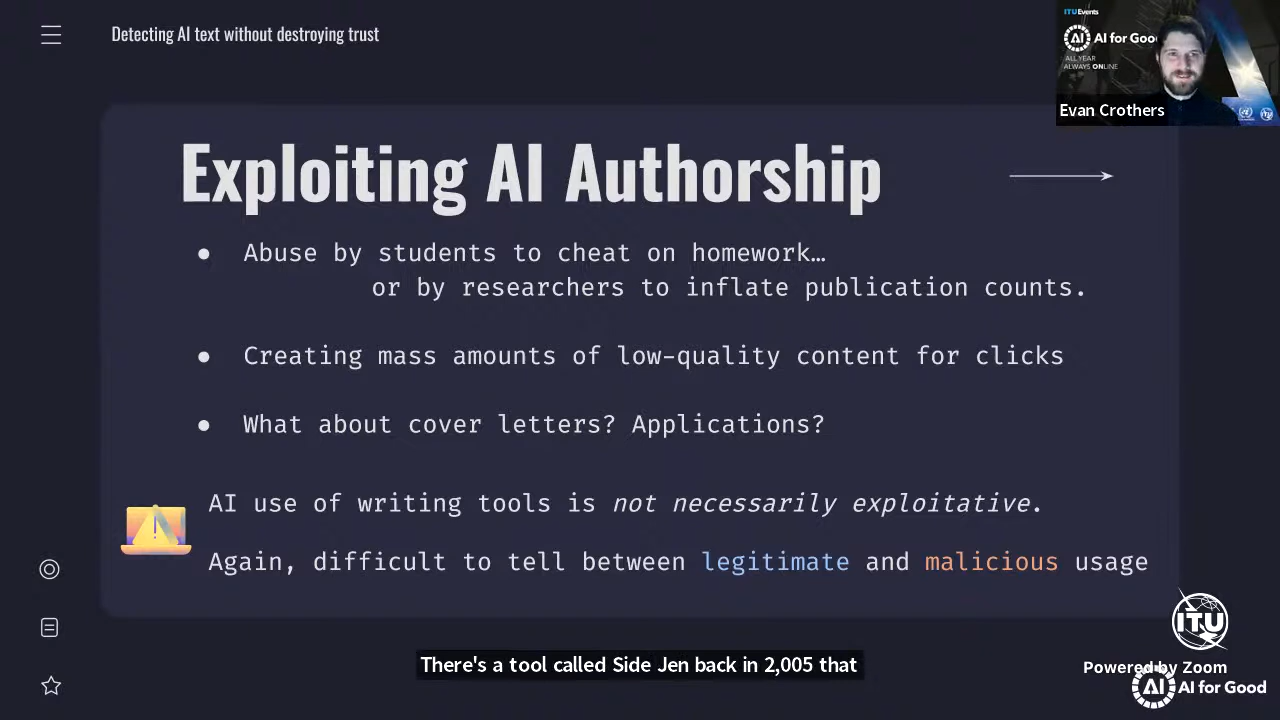 Detecting AI text without destroying trust
ITUEvents
AI for Goo
ALL YEAR
ALWAYS ONLINE
Evan Crothers
Exploiting AI Authorship
● Abuse by students to cheat on homework…
or by researchers to inflate publication counts.
● Creating mass amounts of low-quality content for clicks
● What about cover letters? Applications?
AI use of writing tools is not necessarily exploitative.
Again, difficult to tell between legitimate and malicious usage
ITU
There's a tool called Side Jen back in 2,005 that
Powered by Zoom
AI AI for Good